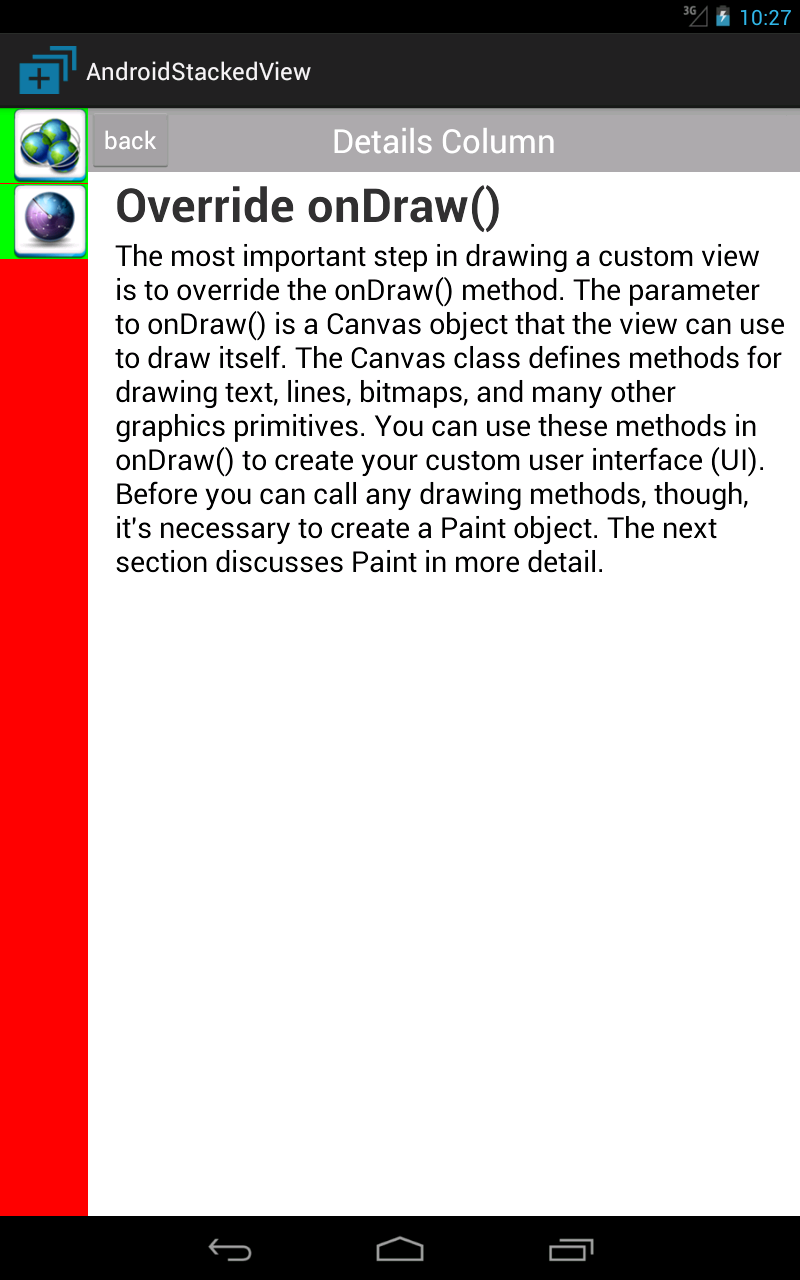 3G
10:27
AndroidStackedView
back
Details Column
Override onDraw()
The most important step in drawing a custom view
is to override the onDraw() method. The parameter
to onDraw() is a Canvas object that the view can use
to draw itself. The Canvas class defines methods for
drawing text, lines, bitmaps, and many other
graphics primitives. You can use these methods in
onDraw() to create your custom user interface (UI).
Before you can call any drawing methods, though,
it's necessary to create a Paint object. The next
section discusses Paint in more detail.